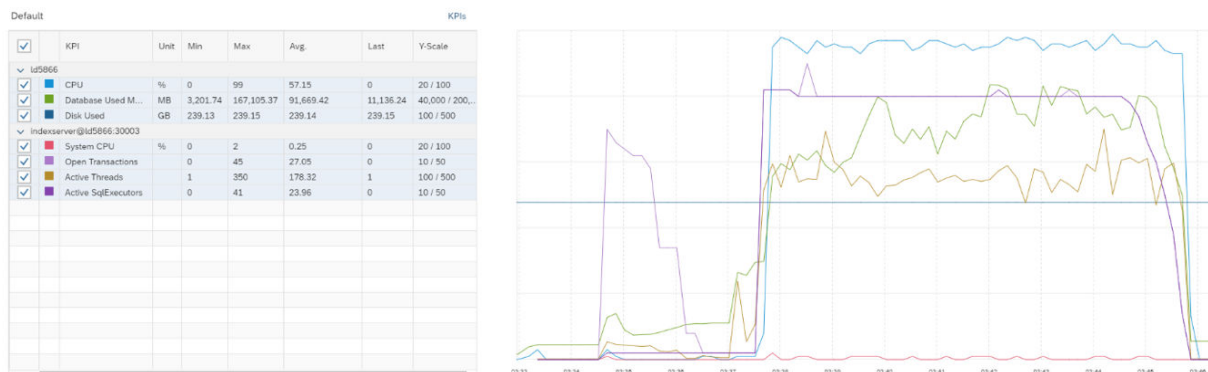 Default KPIs
KPI Unit Min Max Avg. Last Y-Scale
ld5866
CPU % 0 99 57.15 0 20 / 100
Database Used M... MB 3,201.74 167,105.37 91,669.42 11,136.24 40,000 / 200,...
Disk Used GB 239.13 239.15 239.14 239.15 100 / 500
indexserver@ld5866:30003
System CPU % 0 2 0.25 0 20 / 100
Open Transactions 0 45 27.05 0 10 / 50
Active Threads 1 350 178.32 1 100 / 500
Active SqlExecutors 0 41 23.96 0 10 / 50